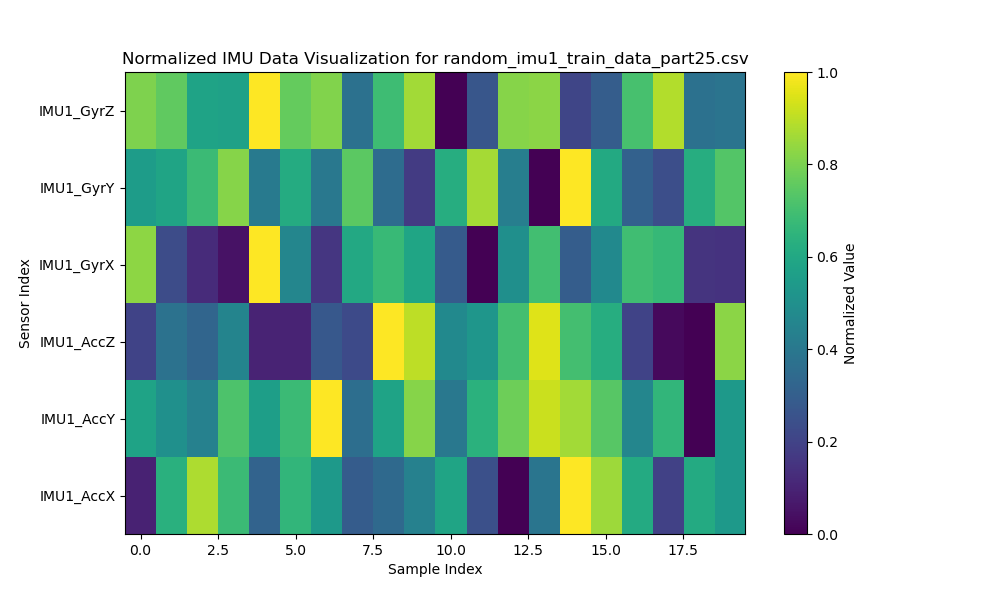 Normalized IMU Data Visualization for random_imu1_train_data_part25.csv
IMU1_GyrZ
IMU1_GyrY
IMU1_GyrX
IMU1_AccZ
IMU1_AccY
IMU1_AccX
Sensor Index
0.0 2.5 5.0 7.5 10.0 12.5 15.0 17.5
Sample Index
1.0
0.8
0.6
0.4
0.2
0.0
Normalized Value